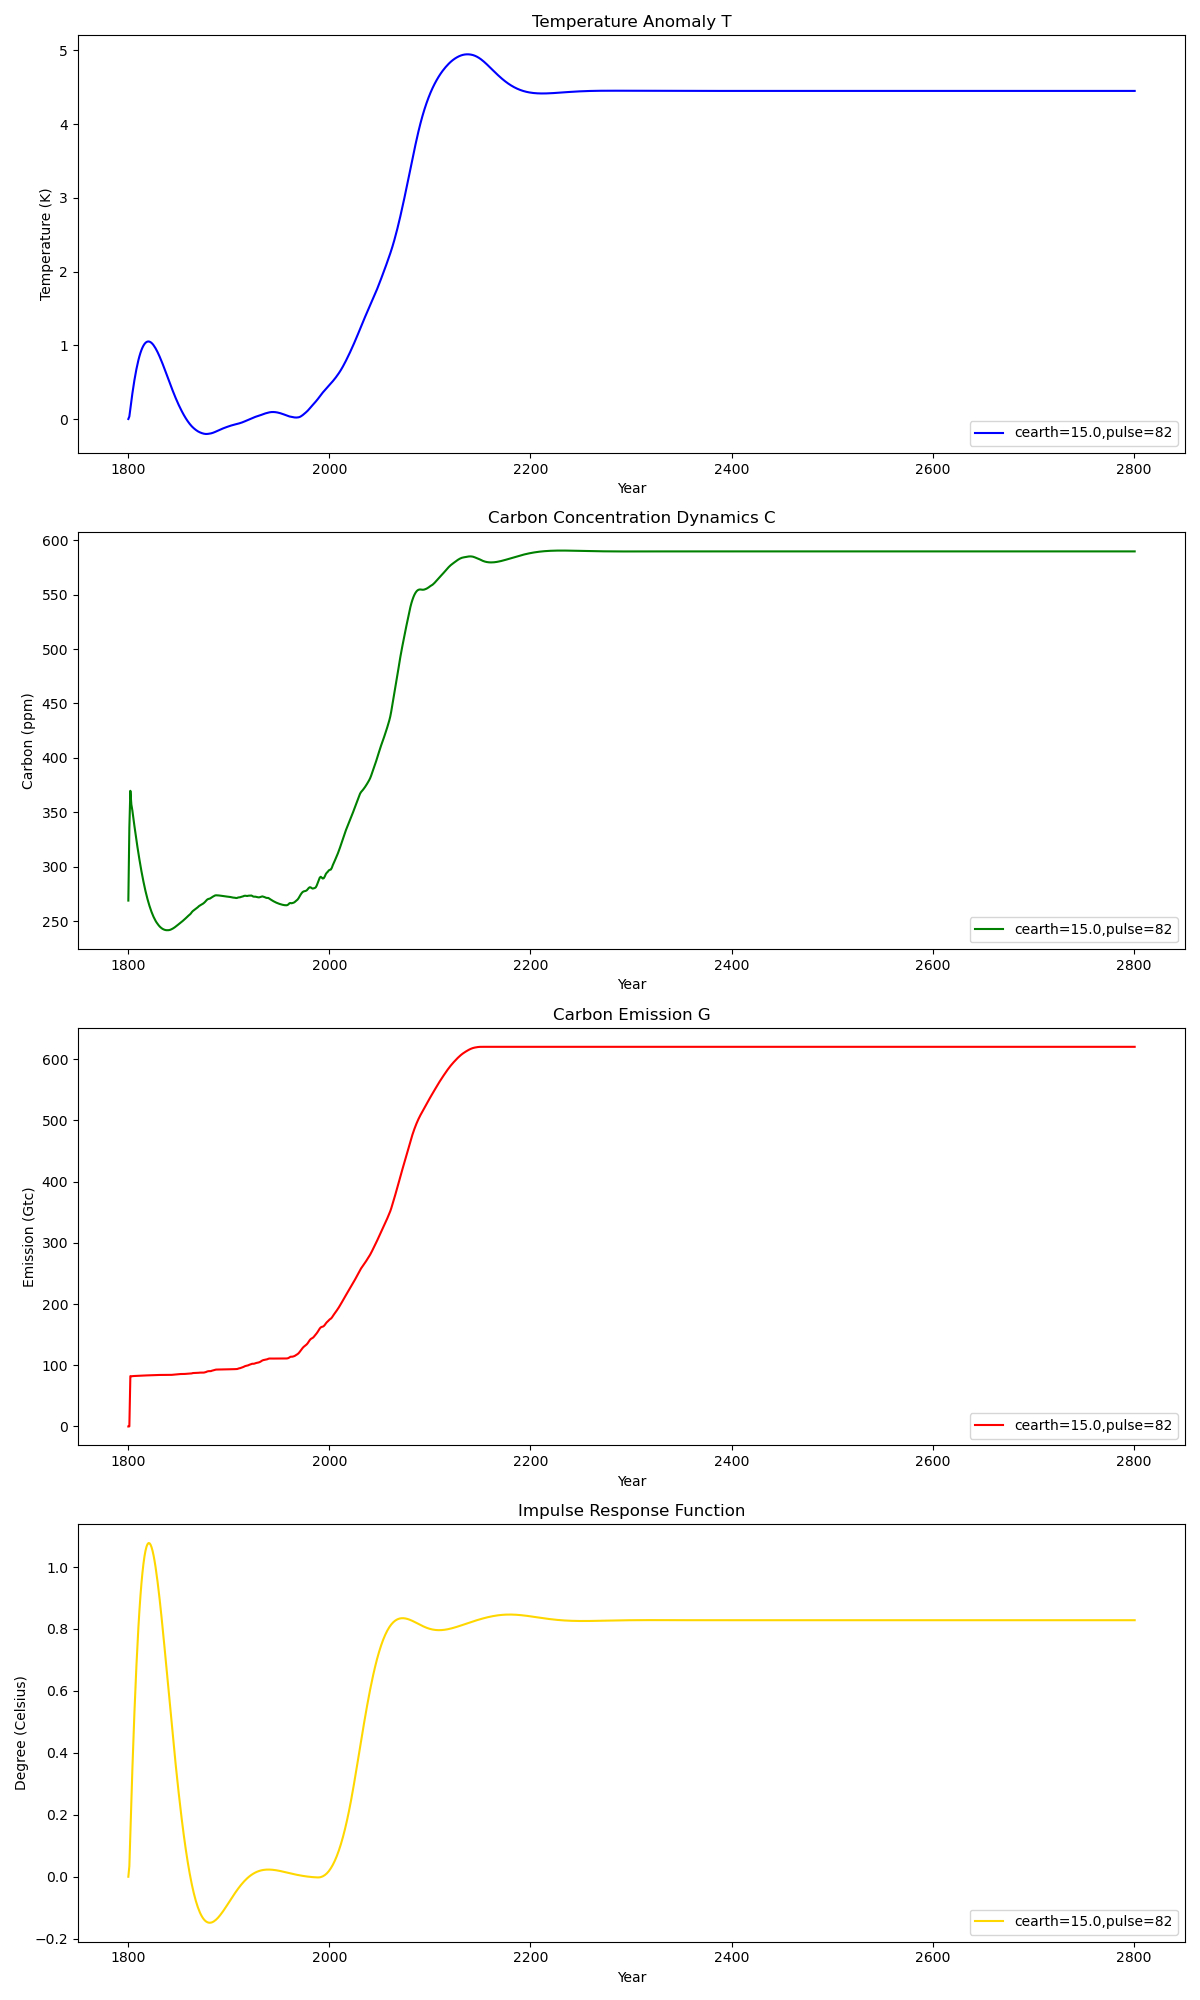 Temperature Anomaly T
5
4
3
2
1
0
Temperature (K)
cearth=15.0,pulse=82
1800 2000 2200 2400 2600 2800
Year
Carbon Concentration Dynamics C
600
550
500
450
400
350
300
250
Carbon (ppm)
cearth=15.0,pulse=82
1800 2000 2200 2400 2600 2800
Year
Carbon Emission G
600
500
400
300
200
100
0
Emission (Gtc)
cearth=15.0,pulse=82
1800 2000 2200 2400 2600 2800
Year
Impulse Response Function
1.0
0.8
0.6
0.4
0.2
0.0
−0.2
Degree (Celsius)
cearth=15.0,pulse=82
1800 2000 2200 2400 2600 2800
Year